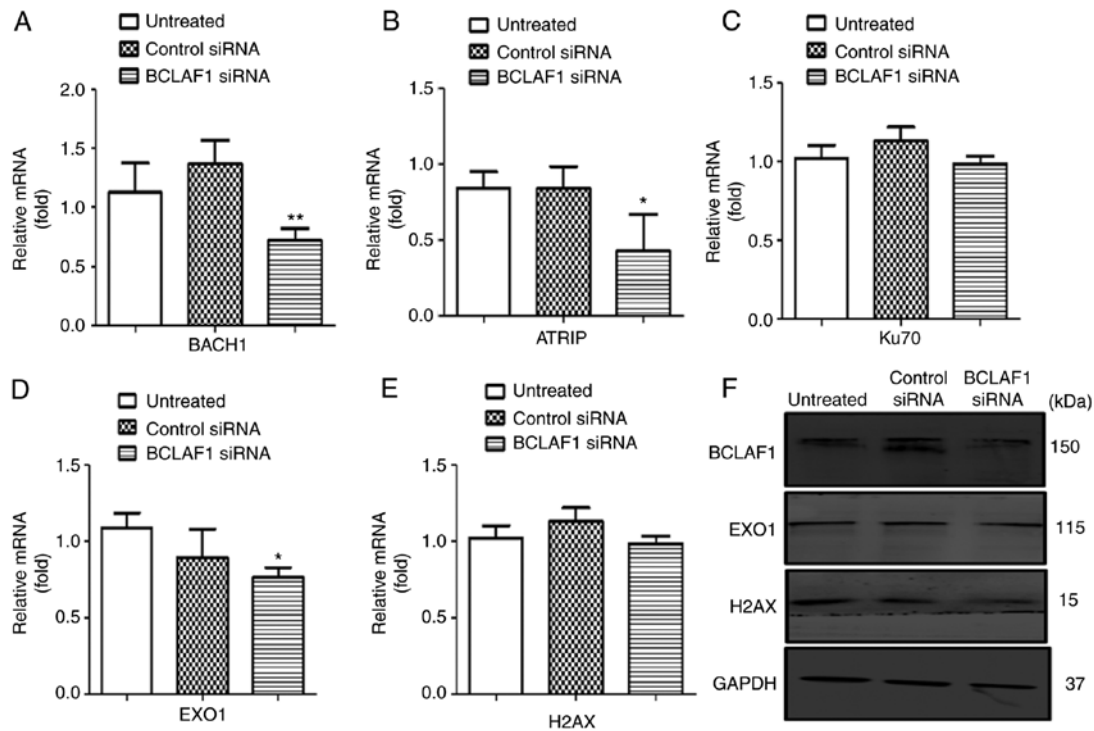 A
Untreated
Control siRNA
BCLAF1 siRNA
Relative mRNA
(fold)
2.0
1.5
1.0
0.5
0.0
**
BACH1
B
Untreated
Control siRNA
BCLAF1 siRNA
Relative mRNA
(fold)
1.5
1.0
0.5
0.0
*
ATRIP
C
Untreated
Control siRNA
BCLAF1 siRNA
Relative mRNA
(fold)
1.5
1.0
0.5
0.0
Ku70
D
Untreated
Control siRNA
BCLAF1 siRNA
Relative mRNA
(fold)
1.5
1.0
0.5
0.0
*
EXO1
E
Untreated
Control siRNA
BCLAF1 siRNA
Relative mRNA
(fold)
1.5
1.0
0.5
0.0
H2AX
F
Untreated
Control
siRNA
BCLAF1
siRNA
(kDa)
BCLAF1 150
EXO1 115
H2AX 15
GAPDH 37